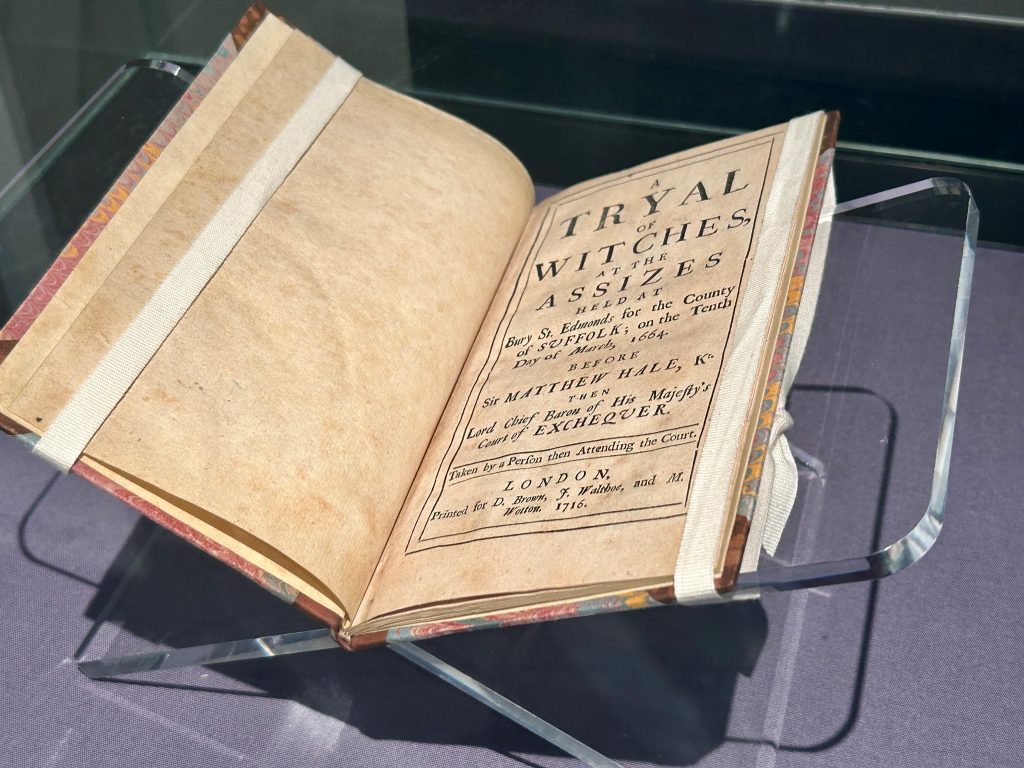 A
TRYAL
OF
WITCHES,
AT THE
ASSIZES
HELD AT
Bury St. Edmonds for the County
of SUFFOLK; on the Tenth
Day of March, 1664.
BEFORE
Sir MATTHEW HALE, Kt.
THEN
Lord Chief Baron of His Majeſty's
Court of EXCHEQUER.
Taken by a Perſon then Attending the Court.
LONDON,
Printed for D. Brown, J. Walthoe, and M.
Wotton. 1716.